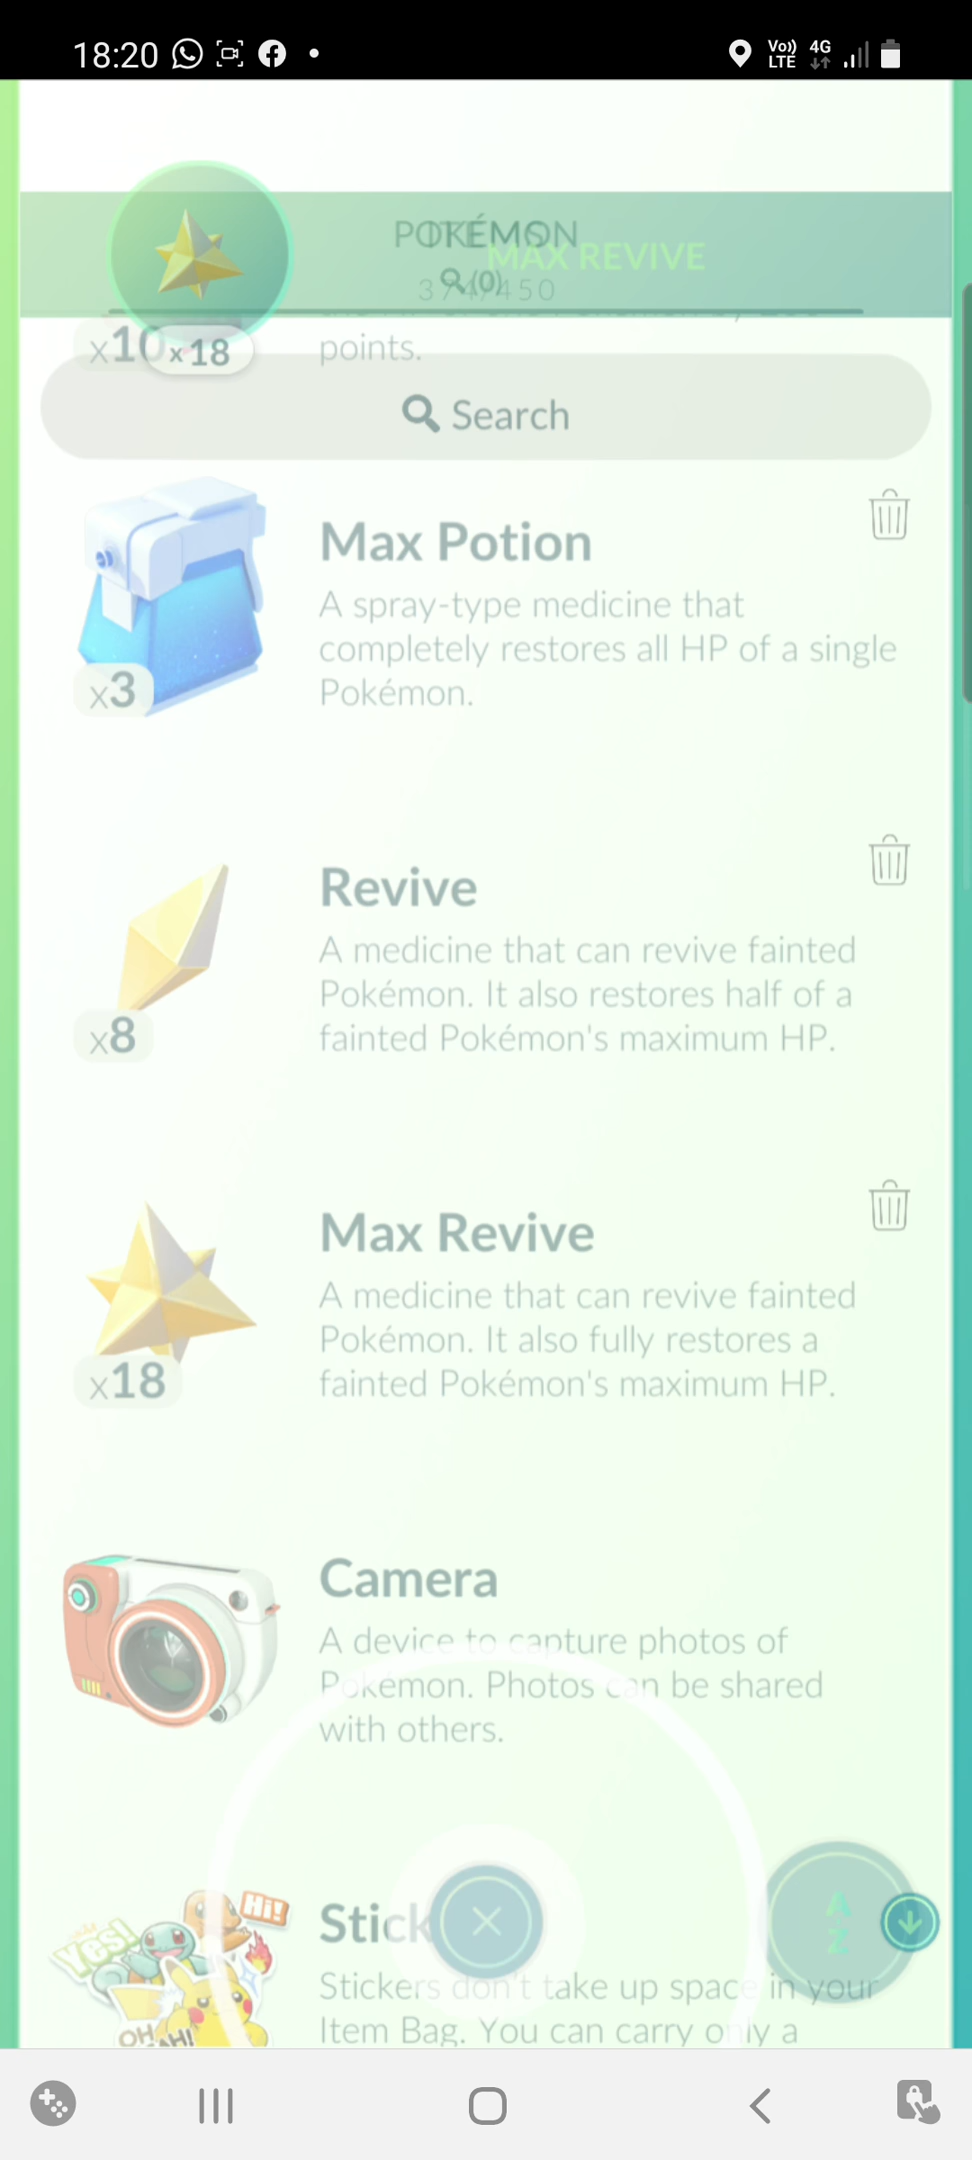 18:20
Vo)) LTE 4G
POKÉMON
ITEMS
MAX REVIVE
(0)
x10
x18
points.
Search
Max Potion
A spray-type medicine that
completely restores all HP of a single
Pokémon.
x3
Revive
A medicine that can revive fainted
Pokémon. It also restores half of a
fainted Pokémon's maximum HP.
x8
Max Revive
A medicine that can revive fainted
Pokémon. It also fully restores a
fainted Pokémon's maximum HP.
x18
Camera
A device to capture photos of
Pokémon. Photos can be shared
with others.
Yes!
Hi!
Stick
A
Z
Stickers don't take up space in your
Item Bag. You can carry only a
OH
AH!